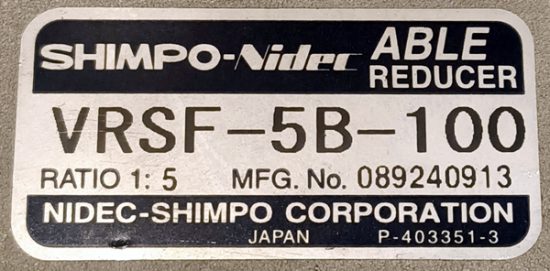 SHIMPO-Nidec ABLE REDUCER
VRSF-5B-100
RATIO 1: 5 MFG. No. 089240913
NIDEC-SHIMPO CORPORATION
JAPAN P-403351-3